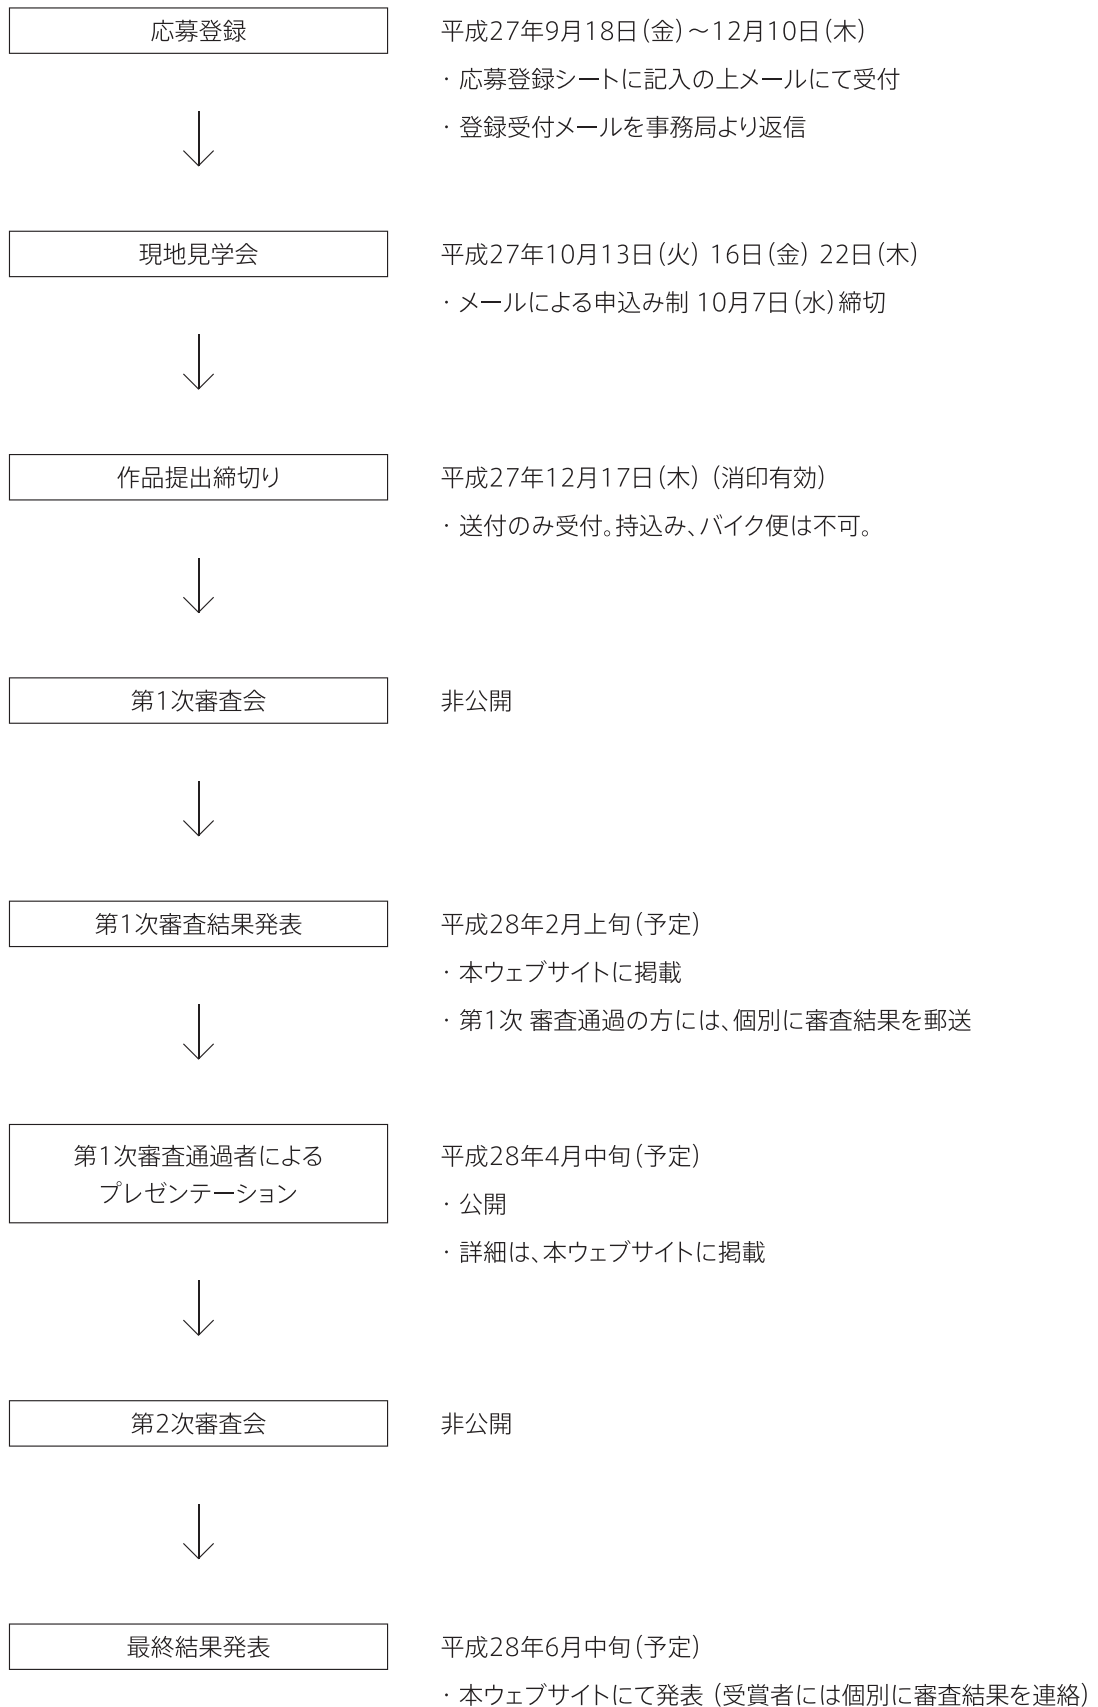 応募登録
平成27年9月18日（金）～12月10日（木）
・応募登録シートに記入の上メールにて受付
・登録受付メールを事務局より返信
現地見学会
平成27年10月13日（火） 16日（金） 22日（木）
・メールによる申込み制 10月7日（水）締切
作品提出締切り
平成27年12月17日（木）（消印有効）
・送付のみ受付。持込み、バイク便は不可。
第1次審査会
非公開
第1次審査結果発表
平成28年2月上旬（予定）
・本ウェブサイトに掲載
・第1次 審査通過の方には、個別に審査結果を郵送
第1次審査通過者による
プレゼンテーション
平成28年4月中旬（予定）
・公開
・詳細は、本ウェブサイトに掲載
第2次審査会
非公開
最終結果発表
平成28年6月中旬（予定）
・本ウェブサイトにて発表（受賞者には個別に審査結果を連絡）